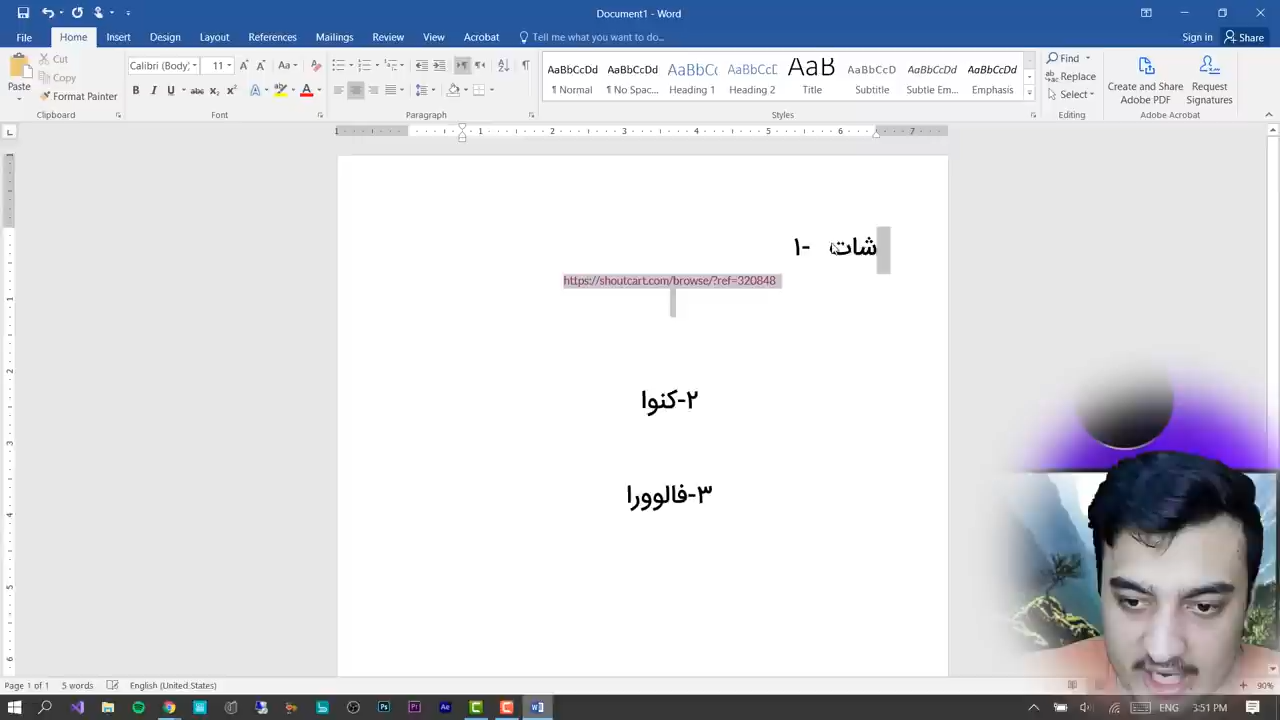 Document1 - Word
File Home Insert Design Layout References Mailings Review View Acrobat Tell me what you want to do... Sign in Share
Paste Cut Copy Format Painter
Calibri (Body) 11
AaBbCcDd AaBbCcDd AaBbCc AaBbCcE AaB AaBbCcD AaBbCcDd AaBbCcDd
¶ Normal ¶ No Spac... Heading 1 Heading 2 Title Subtitle Subtle Em... Emphasis
Find Replace Select
Create and Share Adobe PDF Request Signatures
Clipboard Font Paragraph Styles Editing Adobe Acrobat
۱- شات
https://shoutcart.com/browse/?ref=320848
۲-کنوا
۳-فالوورا
Page 1 of 1 5 words English (United States) 90%
ENG 3:51 PM